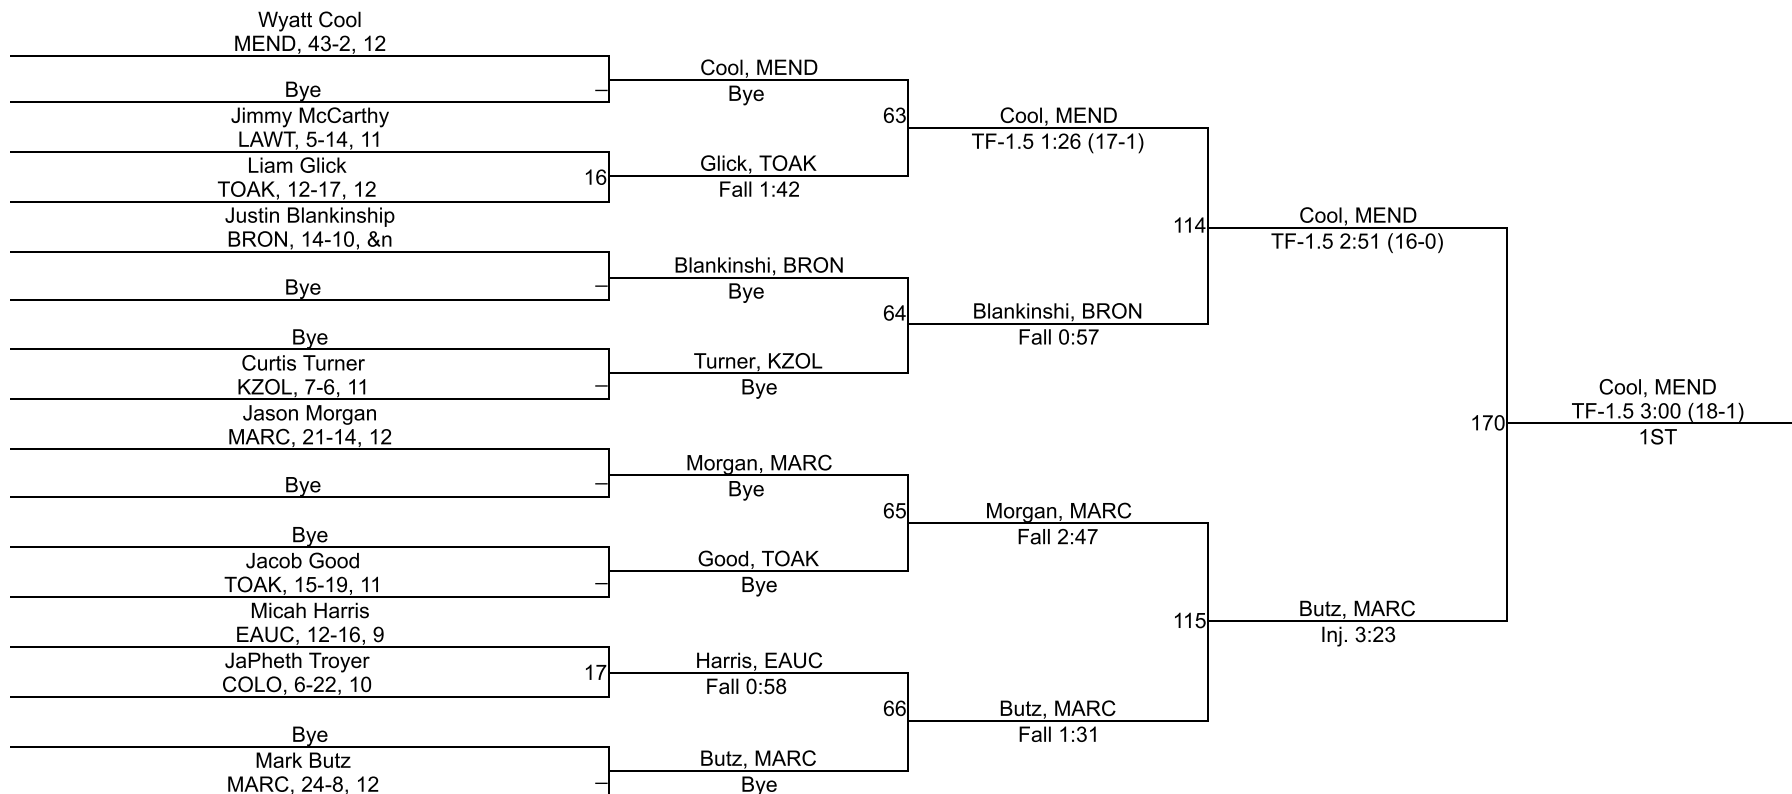 Wyatt Cool
MEND, 43-2, 12
Bye
Jimmy McCarthy
LAWT, 5-14, 11
Liam Glick
TOAK, 12-17, 12
16
Justin Blankinship
BRON, 14-10, &n
Bye
Bye
Curtis Turner
KZOL, 7-6, 11
Jason Morgan
MARC, 21-14, 12
Bye
Bye
Jacob Good
TOAK, 15-19, 11
Micah Harris
EAUC, 12-16, 9
JaPheth Troyer
COLO, 6-22, 10
17
Bye
Mark Butz
MARC, 24-8, 12
Cool, MEND
Bye
63
Glick, TOAK
Fall 1:42
Blankinshi, BRON
Bye
64
Turner, KZOL
Bye
Morgan, MARC
Bye
65
Good, TOAK
Bye
Harris, EAUC
Fall 0:58
66
Butz, MARC
Bye
Cool, MEND
TF-1.5 1:26 (17-1)
114
Blankinshi, BRON
Fall 0:57
Morgan, MARC
Fall 2:47
115
Butz, MARC
Fall 1:31
Cool, MEND
TF-1.5 2:51 (16-0)
170
Butz, MARC
Inj. 3:23
Cool, MEND
TF-1.5 3:00 (18-1)
1ST